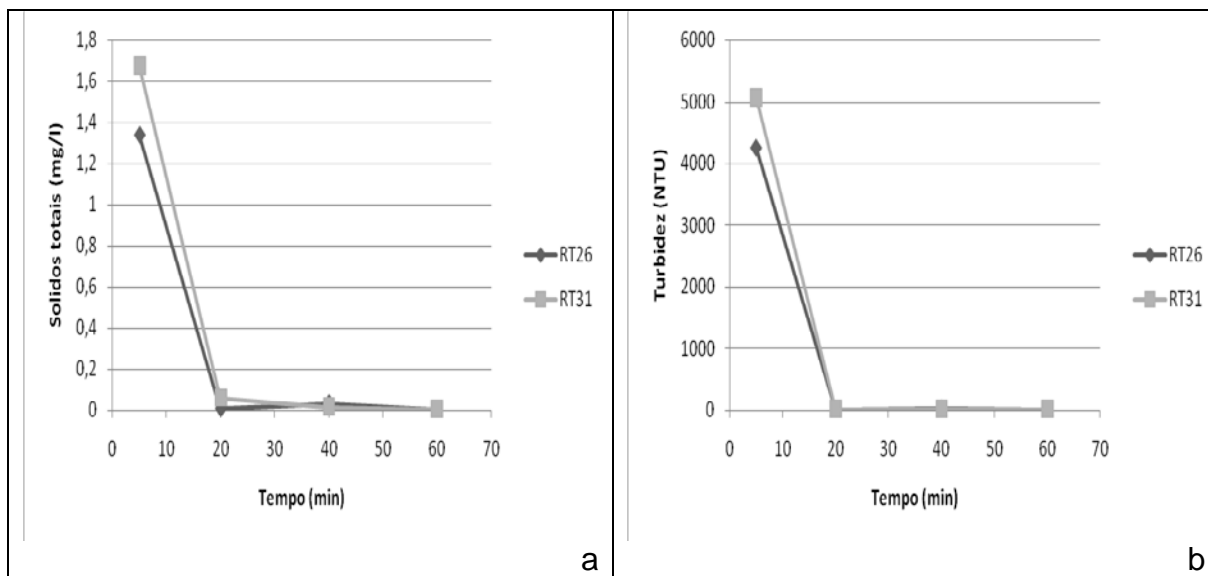 Solidos totais (mg/l)
1,8
1,6
1,4
1,2
1
0,8
0,6
0,4
0,2
0
0 10 20 30 40 50 60 70
Tempo (min)
RT26
RT31
a
Turbidez (NTU)
6000
5000
4000
3000
2000
1000
0
0 10 20 30 40 50 60 70
Tempo (min)
RT26
RT31
b